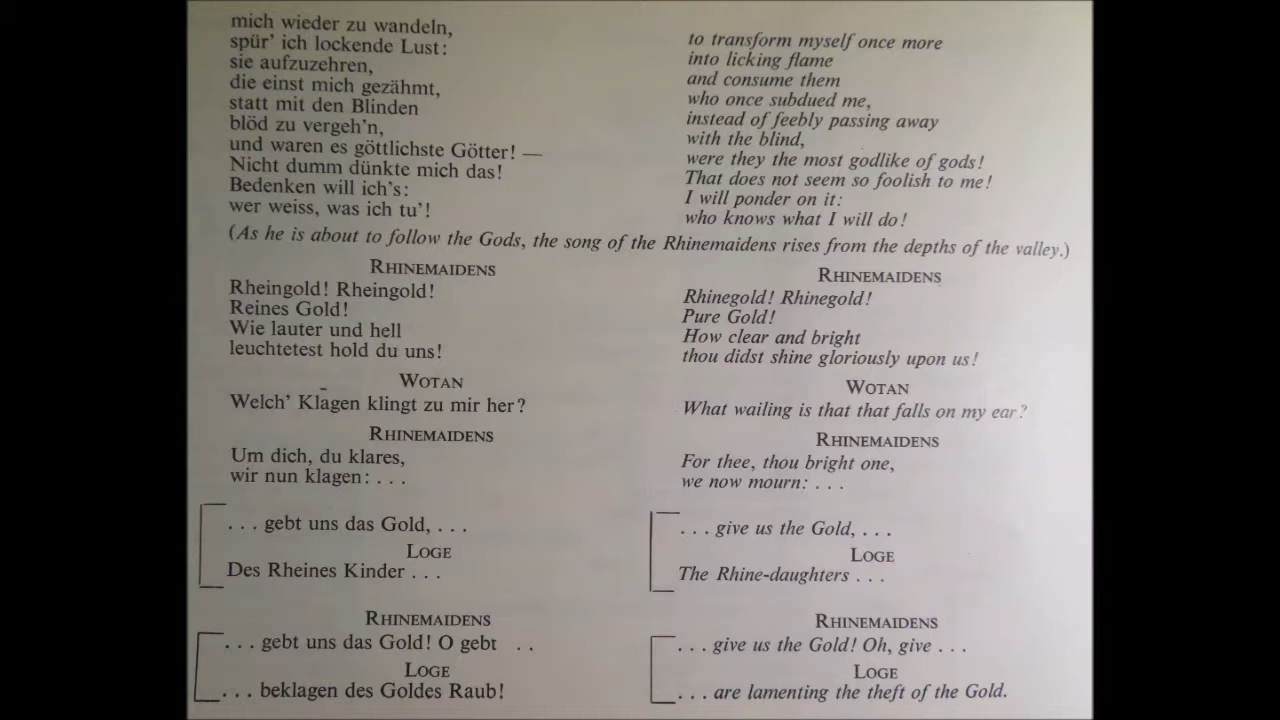 mich wieder zu wandeln,
spür' ich lockende Lust:
sie aufzuzehren,
die einst mich gezähmt,
statt mit den Blinden
blöd zu vergeh'n,
und waren es göttlichste Götter! —
Nicht dumm dünkte mich das!
Bedenken will ich's:
wer weiss, was ich tu'!
to transform myself once more
into licking flame
and consume them
who once subdued me,
instead of feebly passing away
with the blind,
were they the most godlike of gods!
That does not seem so foolish to me!
I will ponder on it:
who knows what I will do!
(As he is about to follow the Gods, the song of the Rhinemaidens rises from the depths of the valley.)
RHINEMAIDENS
Rheingold! Rheingold!
Reines Gold!
Wie lauter und hell
leuchtetest hold du uns!
WOTAN
Welch' Klagen klingt zu mir her?
RHINEMAIDENS
Um dich, du klares,
wir nun klagen: . . .
. . . gebt uns das Gold, . . .
LOGE
Des Rheines Kinder . . .
RHINEMAIDENS
. . . gebt uns das Gold! O gebt . .
LOGE
. . . beklagen des Goldes Raub!
RHINEMAIDENS
Rhinegold! Rhinegold!
Pure Gold!
How clear and bright
thou didst shine gloriously upon us!
WOTAN
What wailing is that that falls on my ear?
RHINEMAIDENS
For thee, thou bright one,
we now mourn: . . .
. . . give us the Gold, . . .
LOGE
The Rhine-daughters . . .
RHINEMAIDENS
. . . give us the Gold! Oh, give . . .
LOGE
. . . are lamenting the theft of the Gold.